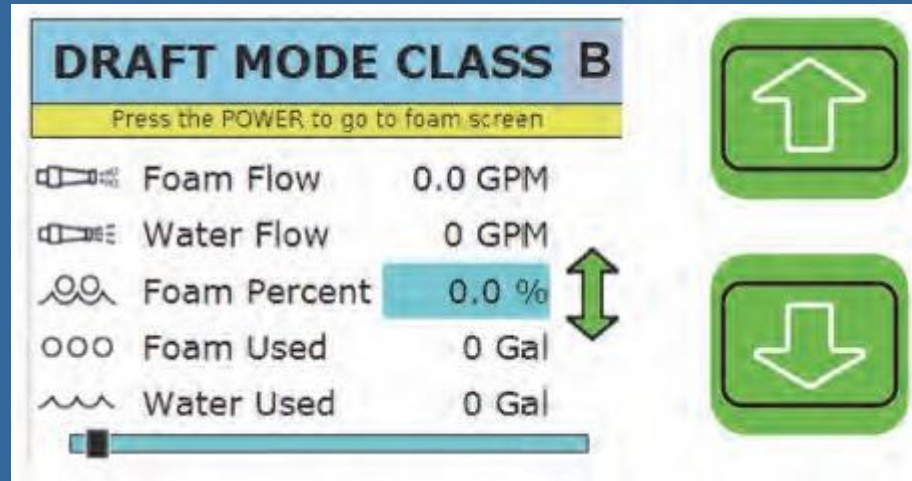 DRAFT MODE CLASS B
Press the POWER to go to foam screen
Foam Flow 0.0 GPM
Water Flow 0 GPM
Foam Percent 0.0 %
Foam Used 0 Gal
Water Used 0 Gal